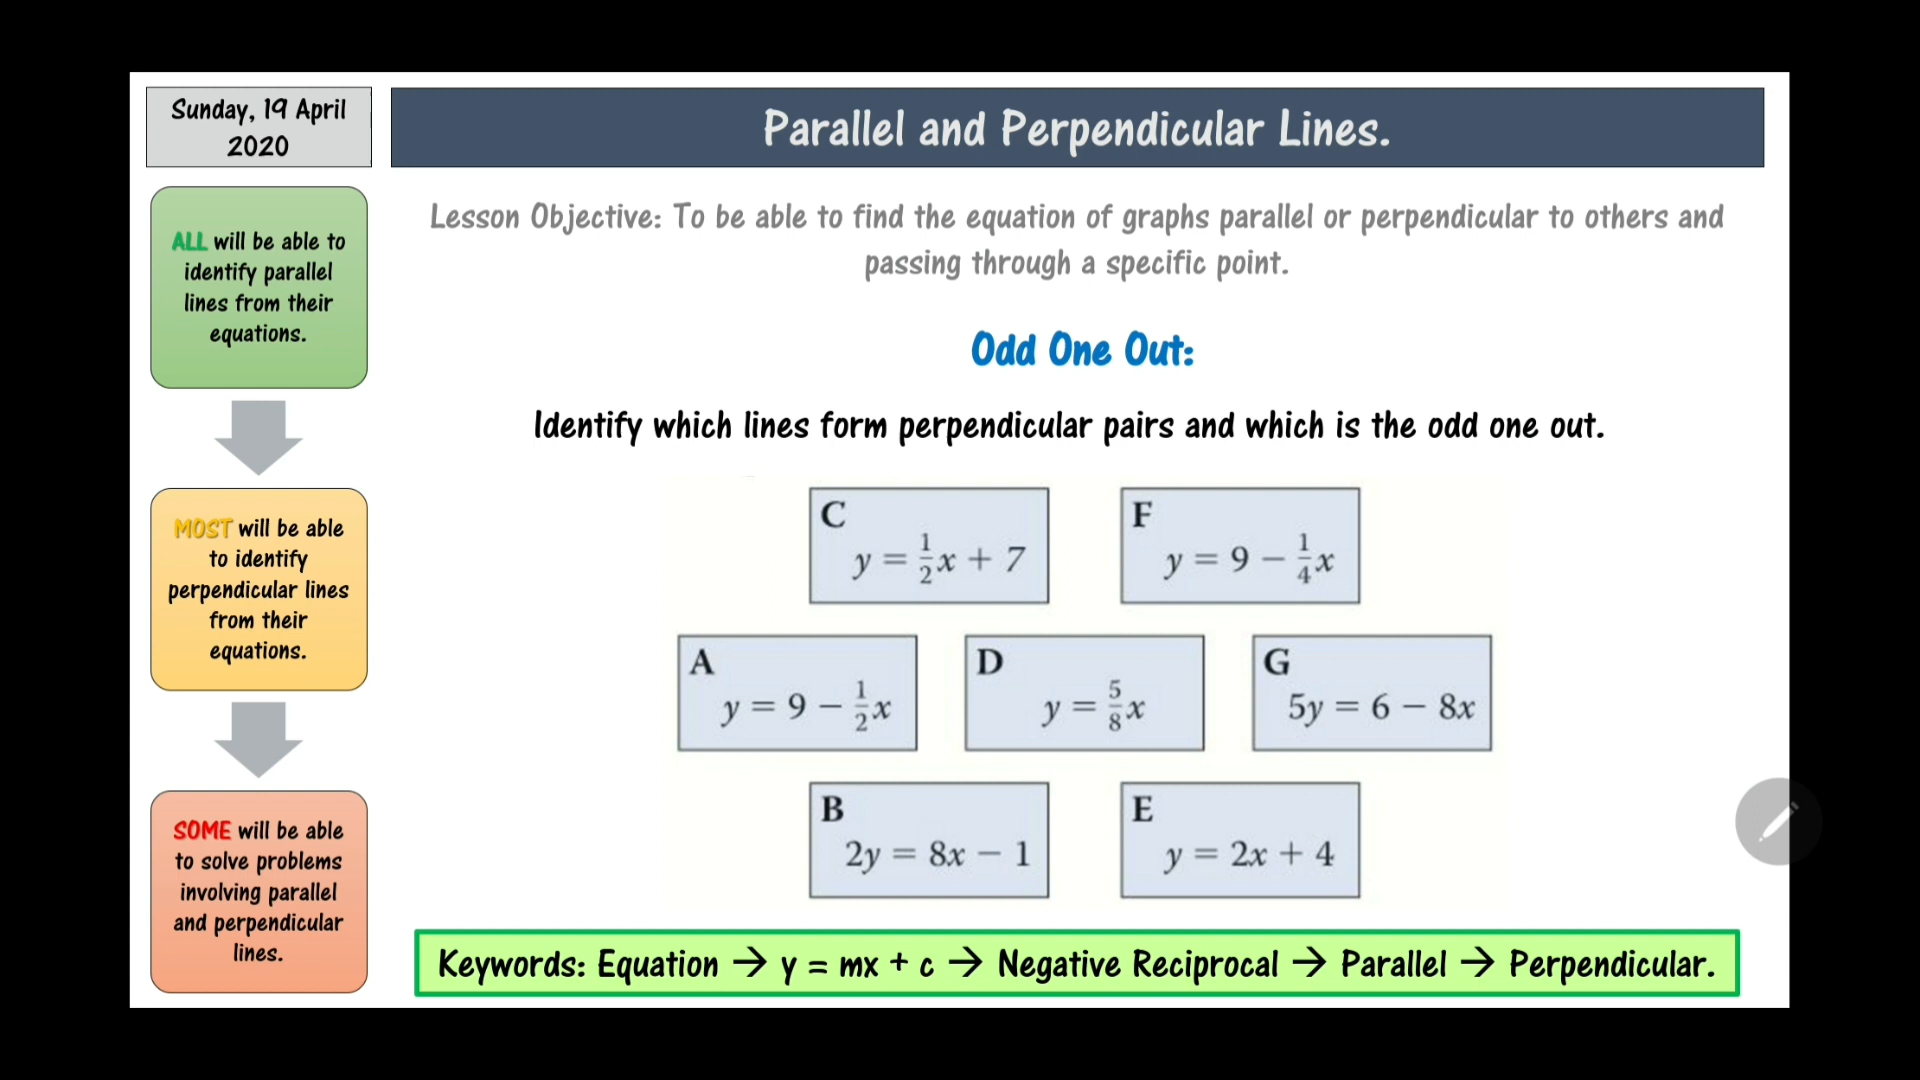 Sunday, 19 April
2020
Parallel and Perpendicular Lines.
Lesson Objective: To be able to find the equation of graphs parallel or perpendicular to others and
passing through a specific point.
ALL will be able to
identify parallel
lines from their
equations.
MOST will be able
to identify
perpendicular lines
from their
equations.
SOME will be able
to solve problems
involving parallel
and perpendicular
lines.
Odd One Out:
Identify which lines form perpendicular pairs and which is the odd one out.
C
y = 1/2 x + 7
F
y = 9 − 1/4 x
A
y = 9 − 1/2 x
D
y = 5/8 x
G
5y = 6 − 8x
B
2y = 8x − 1
E
y = 2x + 4
Keywords: Equation → y = mx + c → Negative Reciprocal → Parallel → Perpendicular.